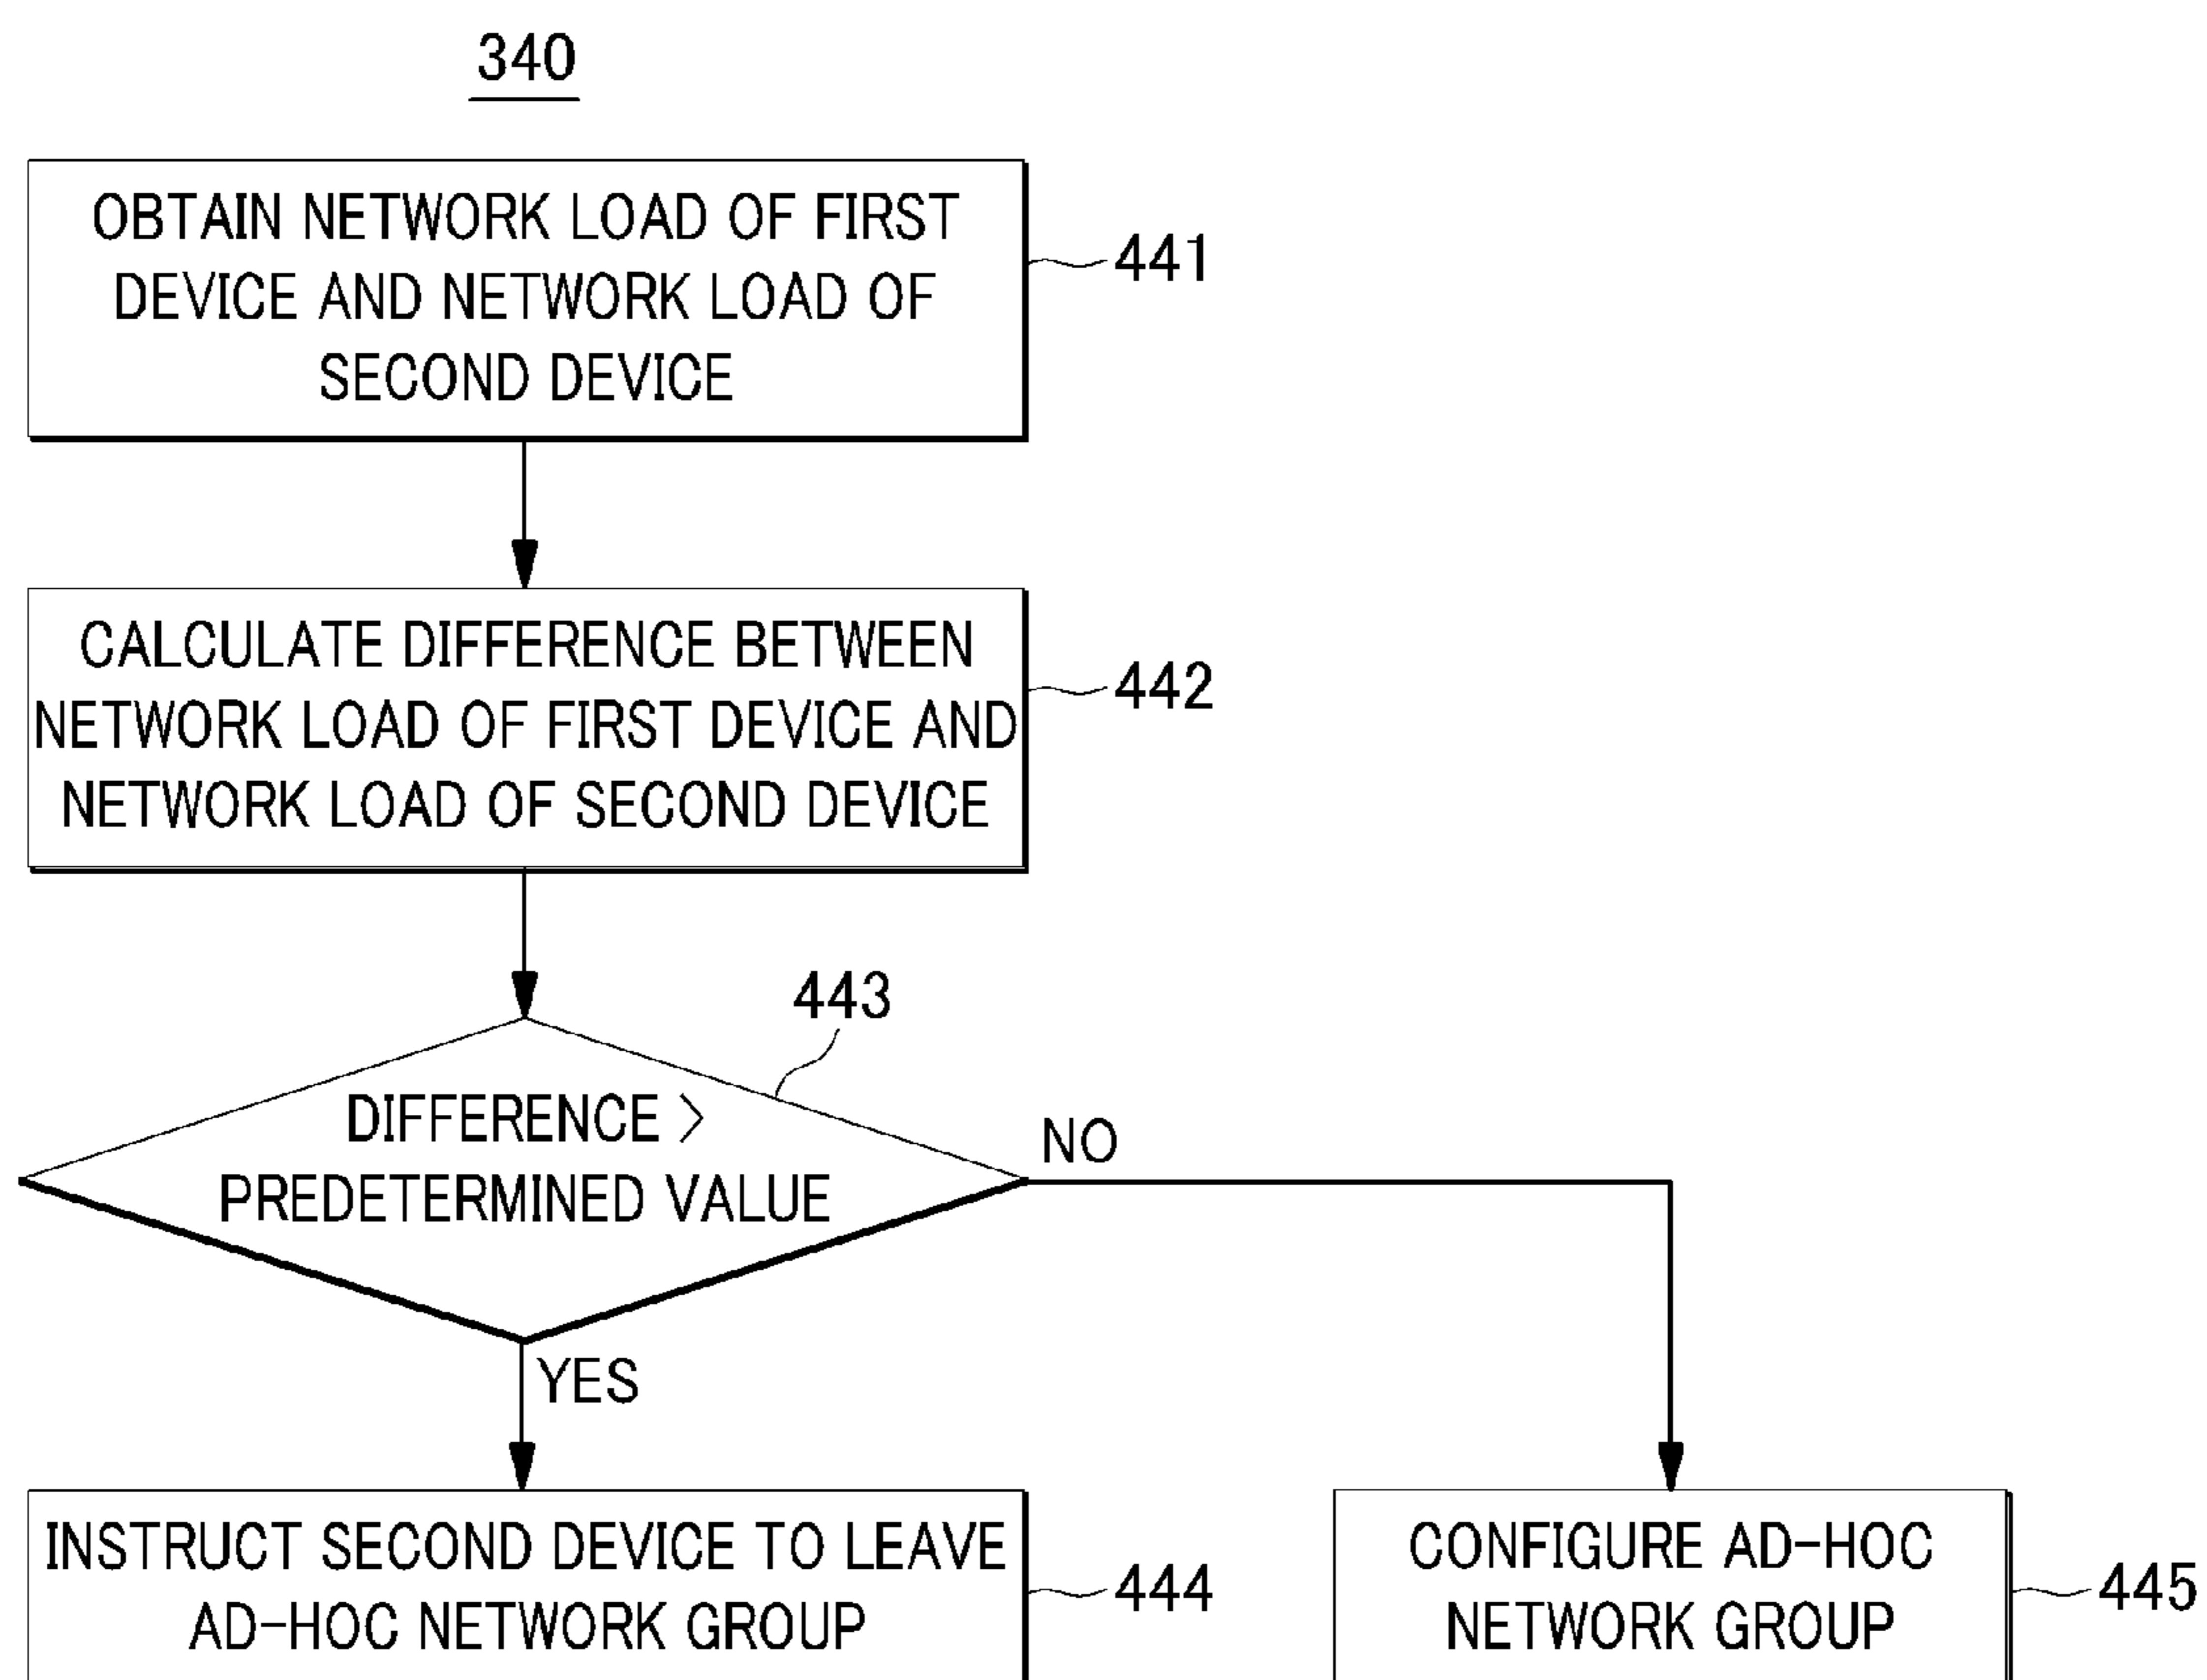 340
OBTAIN NETWORK LOAD OF FIRST
DEVICE AND NETWORK LOAD OF
SECOND DEVICE
441
CALCULATE DIFFERENCE BETWEEN
NETWORK LOAD OF FIRST DEVICE AND
NETWORK LOAD OF SECOND DEVICE
442
443
DIFFERENCE >
PREDETERMINED VALUE
NO
YES
INSTRUCT SECOND DEVICE TO LEAVE
AD-HOC NETWORK GROUP
444
CONFIGURE AD-HOC
NETWORK GROUP
445